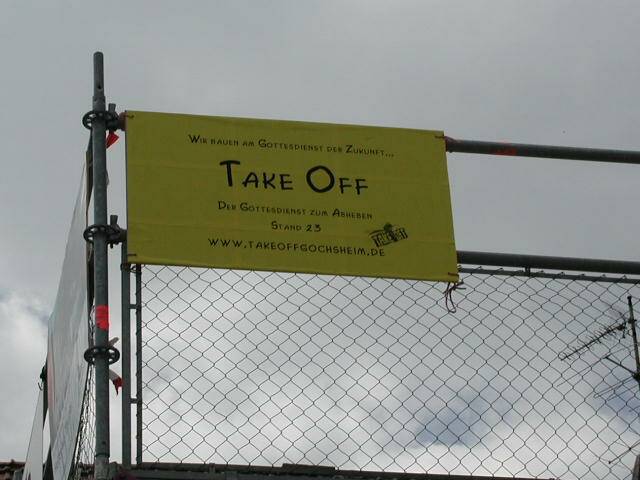 Wir bauen am Gottesdienst der Zukunft...
Take Off
Der Gottesdienst zum Abheben
Stand 23
www.takeoffgochsheim.de